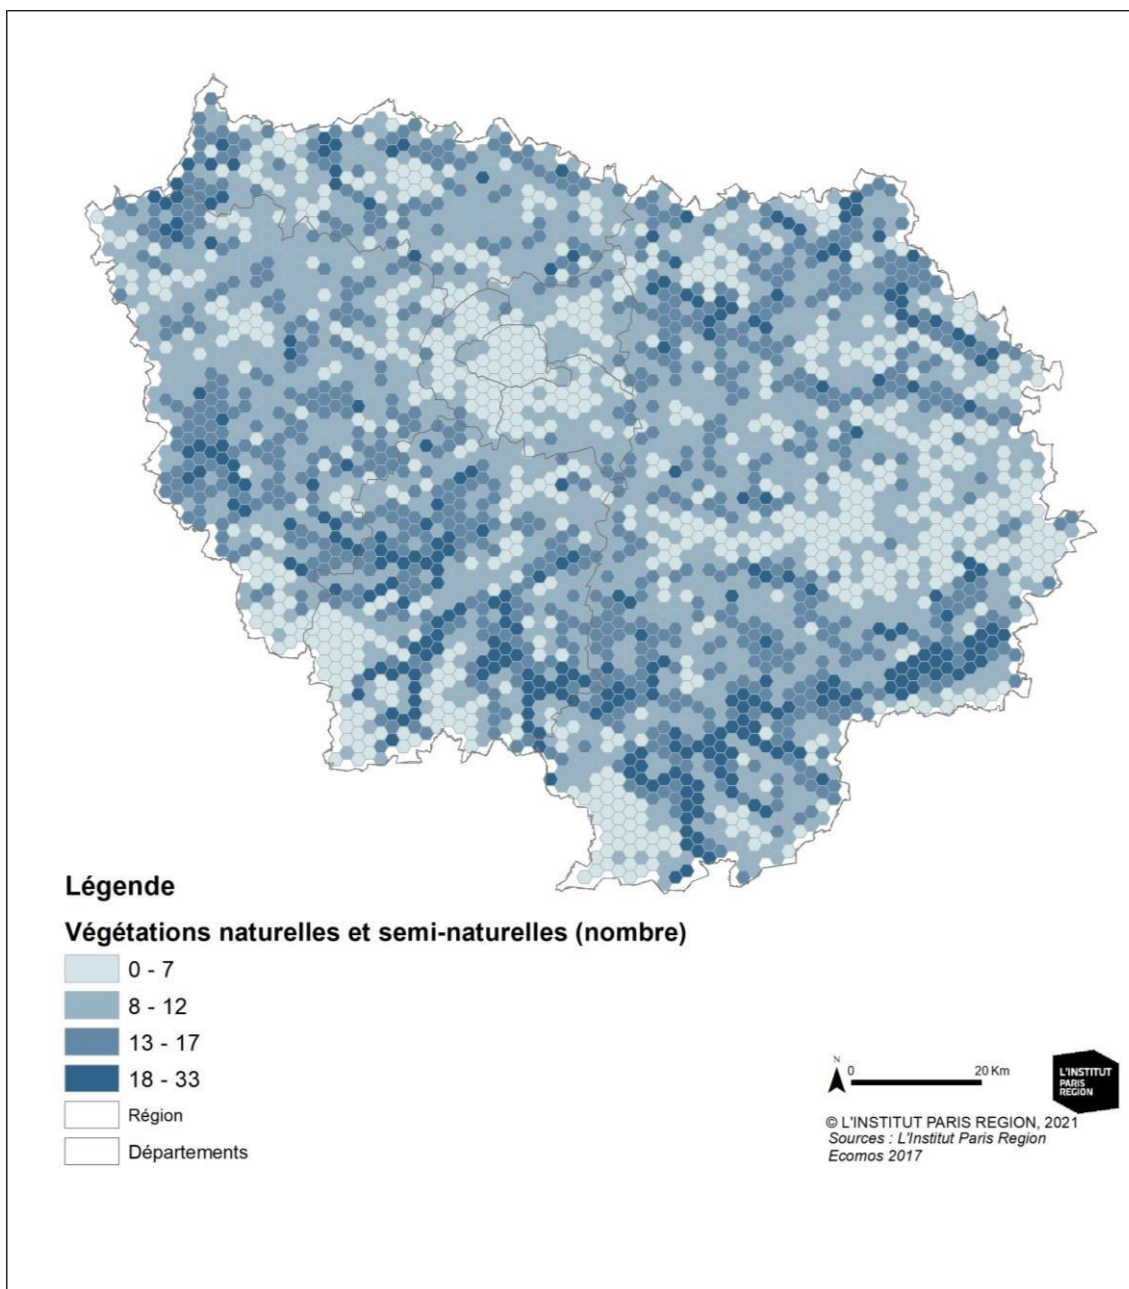 Légende
Végétations naturelles et semi-naturelles (nombre)
0 - 7
8 - 12
13 - 17
18 - 33
Région
Départements
N
0 20 Km
L'INSTITUT
PARIS
REGION
© L'INSTITUT PARIS REGION, 2021
Sources : L'Institut Paris Region
Ecomos 2017